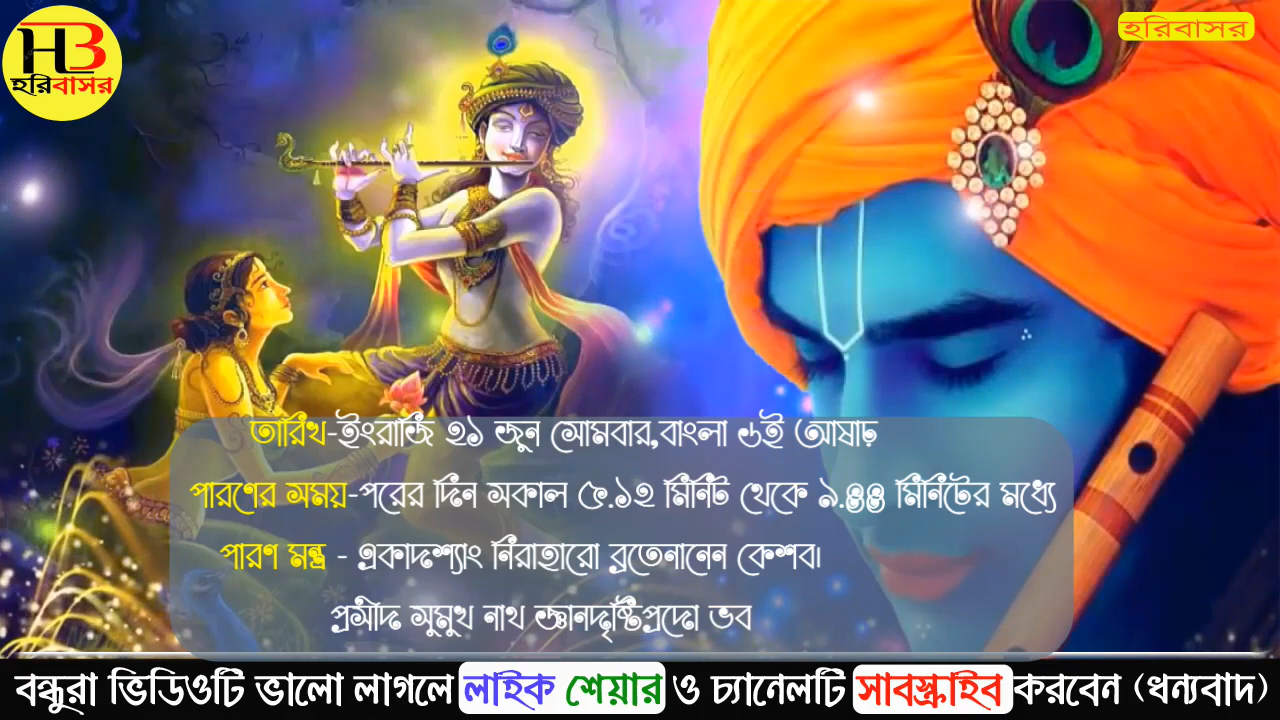 HB
হরিবাসর
হরিবাসর
তারিখ-ইংরাজি ২১ জুন সোমবার,বাংলা ৬ই আষাঢ়
পারণের সময়-পরের দিন সকাল ৫.১২ মিনিট থেকে ৯.৪৪ মিনিটের মধ্যে
পারণ মন্ত্র - একাদশ্যাং নিরাহারো ব্রতেনানেন কেশব।
প্রসীদ সুমুখ নাথ জ্ঞানদৃষ্টিপ্রদো ভব
বন্ধুরা ভিডিওটি ভালো লাগলে লাইক শেয়ার ও চ্যানেলটি সাবস্ক্রাইব করবেন (ধন্যবাদ)